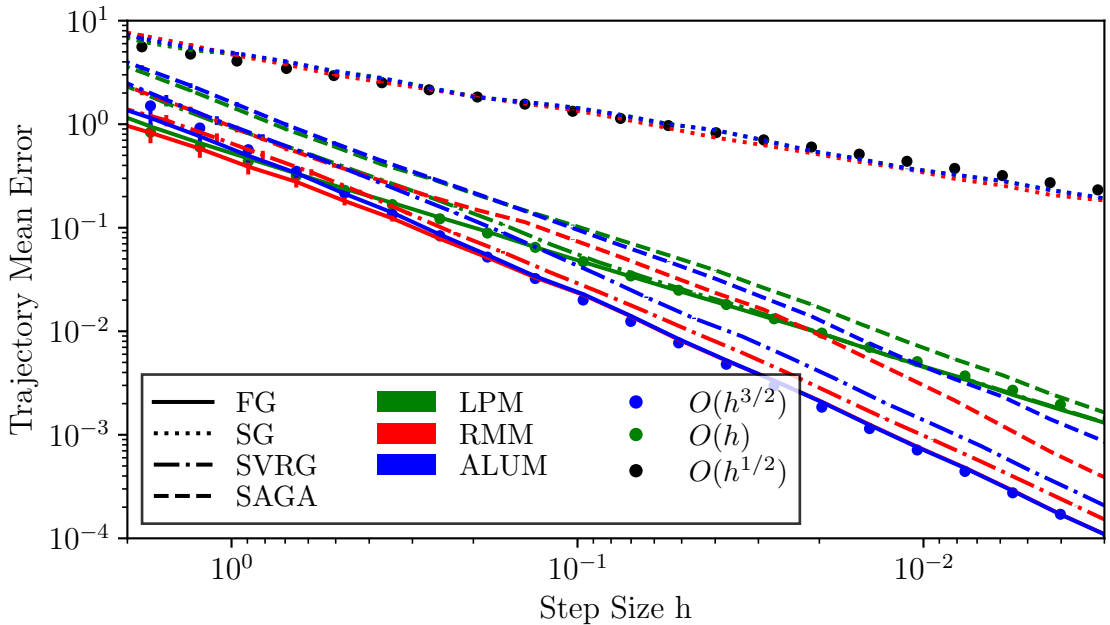 10^1
10^0
10^{-1}
10^{-2}
10^{-3}
10^{-4}
Trajectory Mean Error
FG
SG
SVRG
SAGA
LPM
RMM
ALUM
O(h^{3/2})
O(h)
O(h^{1/2})
10^0
10^{-1}
10^{-2}
Step Size h